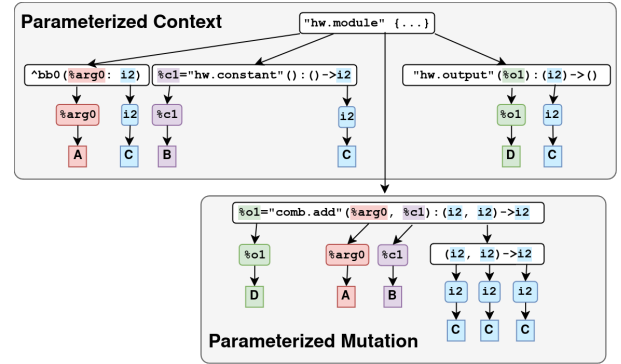 Parameterized Context
"hw.module" {...}
^bb0(%arg0: i2)
%c1="hw.constant"():()->i2
"hw.output"(%o1):(i2)->()
%arg0
i2
%c1
i2
%o1
i2
A
C
B
C
D
C
%o1="comb.add"(%arg0, %c1):(i2, i2)->i2
%o1
%arg0
%c1
(i2, i2)->i2
D
A
B
i2
i2
i2
C
C
C
Parameterized Mutation